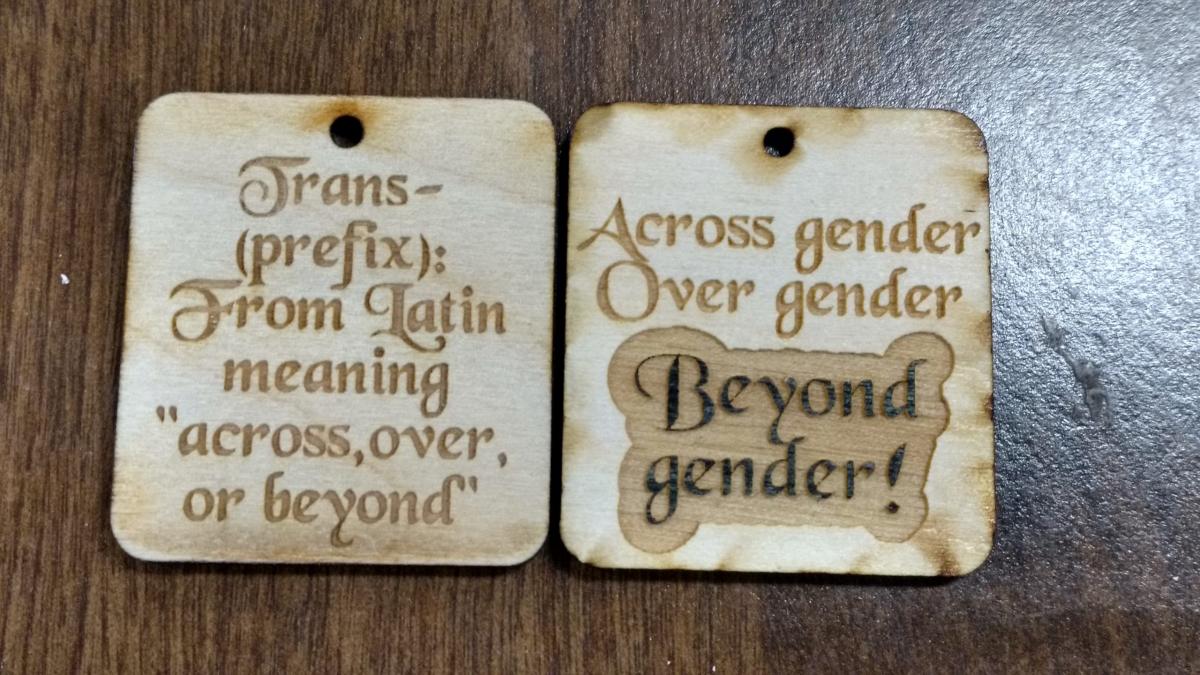 Trans-
(prefix):
From Latin
meaning
"across,over,
or beyond"
Across gender
Over gender
Beyond
gender!